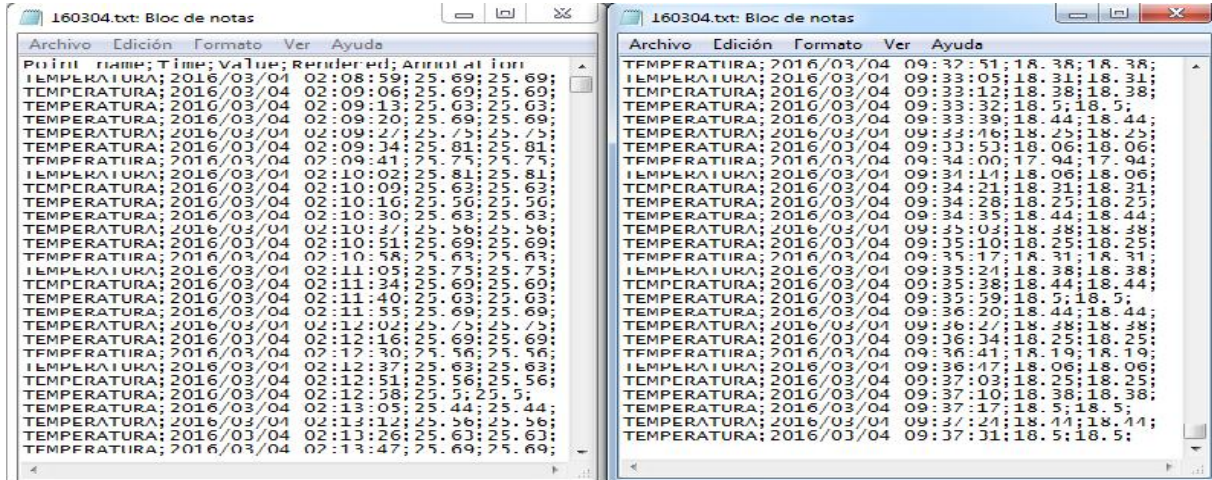 160304.txt: Bloc de notas
Archivo Edición Formato Ver Ayuda
Point name;Time;Value;Rendered;Annotation
TEMPERATURA;2016/03/04 02:08:59;25.69;25.69;
TEMPERATURA;2016/03/04 02:09:06;25.69;25.69;
TEMPERATURA;2016/03/04 02:09:13;25.63;25.63;
TEMPERATURA;2016/03/04 02:09:20;25.69;25.69;
TEMPERATURA;2016/03/04 02:09:27;25.75;25.75;
TEMPERATURA;2016/03/04 02:09:34;25.81;25.81;
TEMPERATURA;2016/03/04 02:09:41;25.75;25.75;
TEMPERATURA;2016/03/04 02:10:02;25.81;25.81;
TEMPERATURA;2016/03/04 02:10:09;25.63;25.63;
TEMPERATURA;2016/03/04 02:10:16;25.56;25.56;
TEMPERATURA;2016/03/04 02:10:30;25.63;25.63;
TEMPERATURA;2016/03/04 02:10:37;25.56;25.56;
TEMPERATURA;2016/03/04 02:10:51;25.69;25.69;
TEMPERATURA;2016/03/04 02:10:58;25.63;25.63;
TEMPERATURA;2016/03/04 02:11:05;25.75;25.75;
TEMPERATURA;2016/03/04 02:11:34;25.69;25.69;
TEMPERATURA;2016/03/04 02:11:40;25.63;25.63;
TEMPERATURA;2016/03/04 02:11:55;25.69;25.69;
TEMPERATURA;2016/03/04 02:12:02;25.75;25.75;
TEMPERATURA;2016/03/04 02:12:16;25.69;25.69;
TEMPERATURA;2016/03/04 02:12:30;25.56;25.56;
TEMPERATURA;2016/03/04 02:12:37;25.63;25.63;
TEMPERATURA;2016/03/04 02:12:51;25.56;25.56;
TEMPERATURA;2016/03/04 02:12:58;25.5;25.5;
TEMPERATURA;2016/03/04 02:13:05;25.44;25.44;
TEMPERATURA;2016/03/04 02:13:12;25.56;25.56;
TEMPERATURA;2016/03/04 02:13:26;25.63;25.63;
TEMPERATURA;2016/03/04 02:13:47;25.69;25.69;
160304.txt: Bloc de notas
Archivo Edición Formato Ver Ayuda
TEMPERATURA;2016/03/04 09:32:51;18.38;18.38;
TEMPERATURA;2016/03/04 09:33:05;18.31;18.31;
TEMPERATURA;2016/03/04 09:33:12;18.38;18.38;
TEMPERATURA;2016/03/04 09:33:32;18.5;18.5;
TEMPERATURA;2016/03/04 09:33:39;18.44;18.44;
TEMPERATURA;2016/03/04 09:33:46;18.25;18.25;
TEMPERATURA;2016/03/04 09:33:53;18.06;18.06;
TEMPERATURA;2016/03/04 09:34:00;17.94;17.94;
TEMPERATURA;2016/03/04 09:34:14;18.06;18.06;
TEMPERATURA;2016/03/04 09:34:21;18.31;18.31;
TEMPERATURA;2016/03/04 09:34:28;18.25;18.25;
TEMPERATURA;2016/03/04 09:34:35;18.44;18.44;
TEMPERATURA;2016/03/04 09:35:03;18.38;18.38;
TEMPERATURA;2016/03/04 09:35:10;18.25;18.25;
TEMPERATURA;2016/03/04 09:35:17;18.31;18.31;
TEMPERATURA;2016/03/04 09:35:24;18.38;18.38;
TEMPERATURA;2016/03/04 09:35:38;18.44;18.44;
TEMPERATURA;2016/03/04 09:35:59;18.5;18.5;
TEMPERATURA;2016/03/04 09:36:20;18.44;18.44;
TEMPERATURA;2016/03/04 09:36:27;18.38;18.38;
TEMPERATURA;2016/03/04 09:36:34;18.25;18.25;
TEMPERATURA;2016/03/04 09:36:41;18.19;18.19;
TEMPERATURA;2016/03/04 09:36:47;18.06;18.06;
TEMPERATURA;2016/03/04 09:37:03;18.25;18.25;
TEMPERATURA;2016/03/04 09:37:10;18.38;18.38;
TEMPERATURA;2016/03/04 09:37:17;18.5;18.5;
TEMPERATURA;2016/03/04 09:37:24;18.44;18.44;
TEMPERATURA;2016/03/04 09:37:31;18.5;18.5;